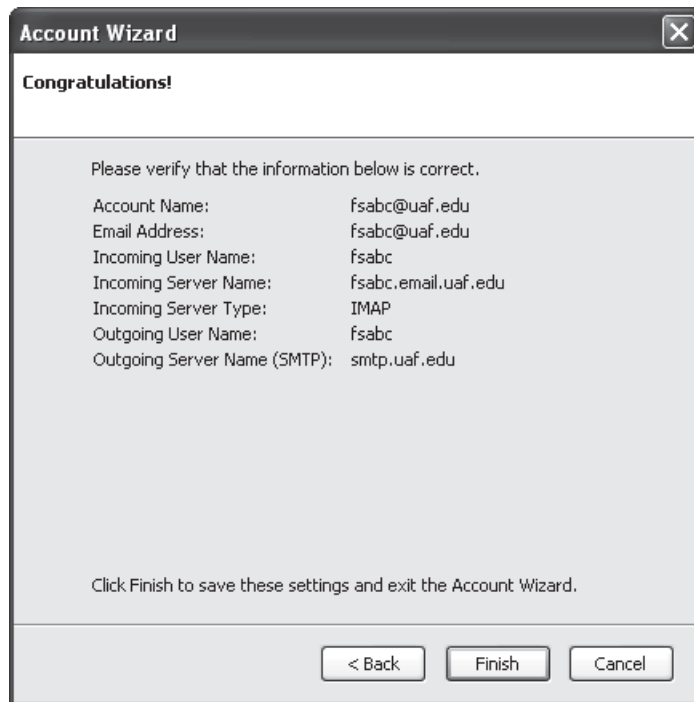 Account Wizard
Congratulations!
Please verify that the information below is correct.
Account Name: fsabc@uaf.edu
Email Address: fsabc@uaf.edu
Incoming User Name: fsabc
Incoming Server Name: fsabc.email.uaf.edu
Incoming Server Type: IMAP
Outgoing User Name: fsabc
Outgoing Server Name (SMTP): smtp.uaf.edu
Click Finish to save these settings and exit the Account Wizard.
< Back Finish Cancel